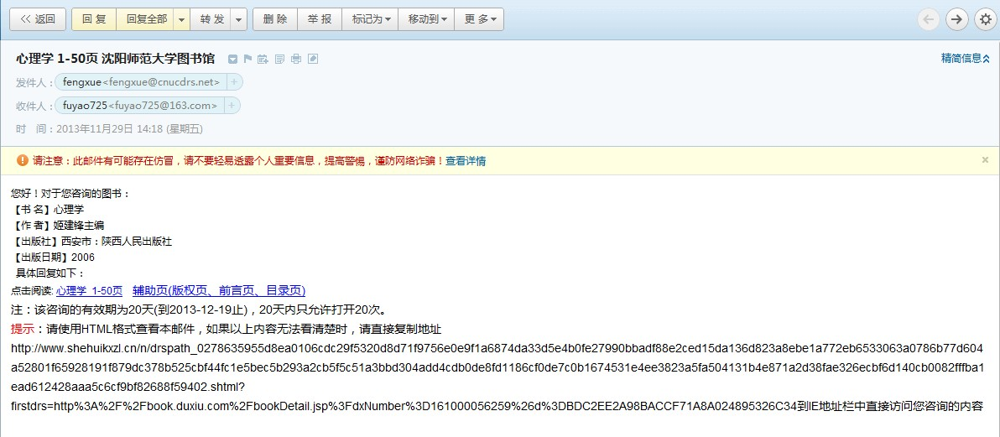 << 返回 回 复 回复全部 转 发 删 除 举 报 标记为 移动到 更 多
心理学 1-50页 沈阳师范大学图书馆
精简信息
发件人：fengxue<fengxue@cnucdrs.net> +
收件人：fuyao725<fuyao725@163.com> +
时 间：2013年11月29日 14:18 (星期五)
请注意：此邮件有可能存在仿冒，请不要轻易透露个人重要信息，提高警惕，谨防网络诈骗！查看详情
您好！对于您咨询的图书：
【书 名】心理学
【作 者】姬建锋主编
【出版社】西安市：陕西人民出版社
【出版日期】2006
具体回复如下：
点击阅读: 心理学 1-50页 辅助页(版权页、前言页、目录页)
注：该咨询的有效期为20天(到2013-12-19止)，20天内只允许打开20次。
提示：请使用HTML格式查看本邮件，如果以上内容无法看清楚时，请直接复制地址
http://www.shehuikxzl.cn/n/drspath_0278635955d8ea0106cdc29f5320d8d71f9756e0e9f1a6874da33d5e4b0fe27990bbadf88e2ced15da136d823a8ebe1a772eb6533063a0786b77d604
a52801f65928191f879dc378b525cbf44fc1e5bec5b293a2cb5f5c51a3bbd304add4cdb0de8fd1186cf0de7c0b1674531e4ee3823a5fa504131b4e871a2d38fae326ecbf6d140cb0082fffba1
ead612428aaa5c6cf9bf82688f59402.shtml?
firstdrs=http%3A%2F%2Fbook.duxiu.com%2FbookDetail.jsp%3FdxNumber%3D161000056259%26d%3DBDC2EE2A98BACCF71A8A024895326C34到IE地址栏中直接访问您咨询的内容